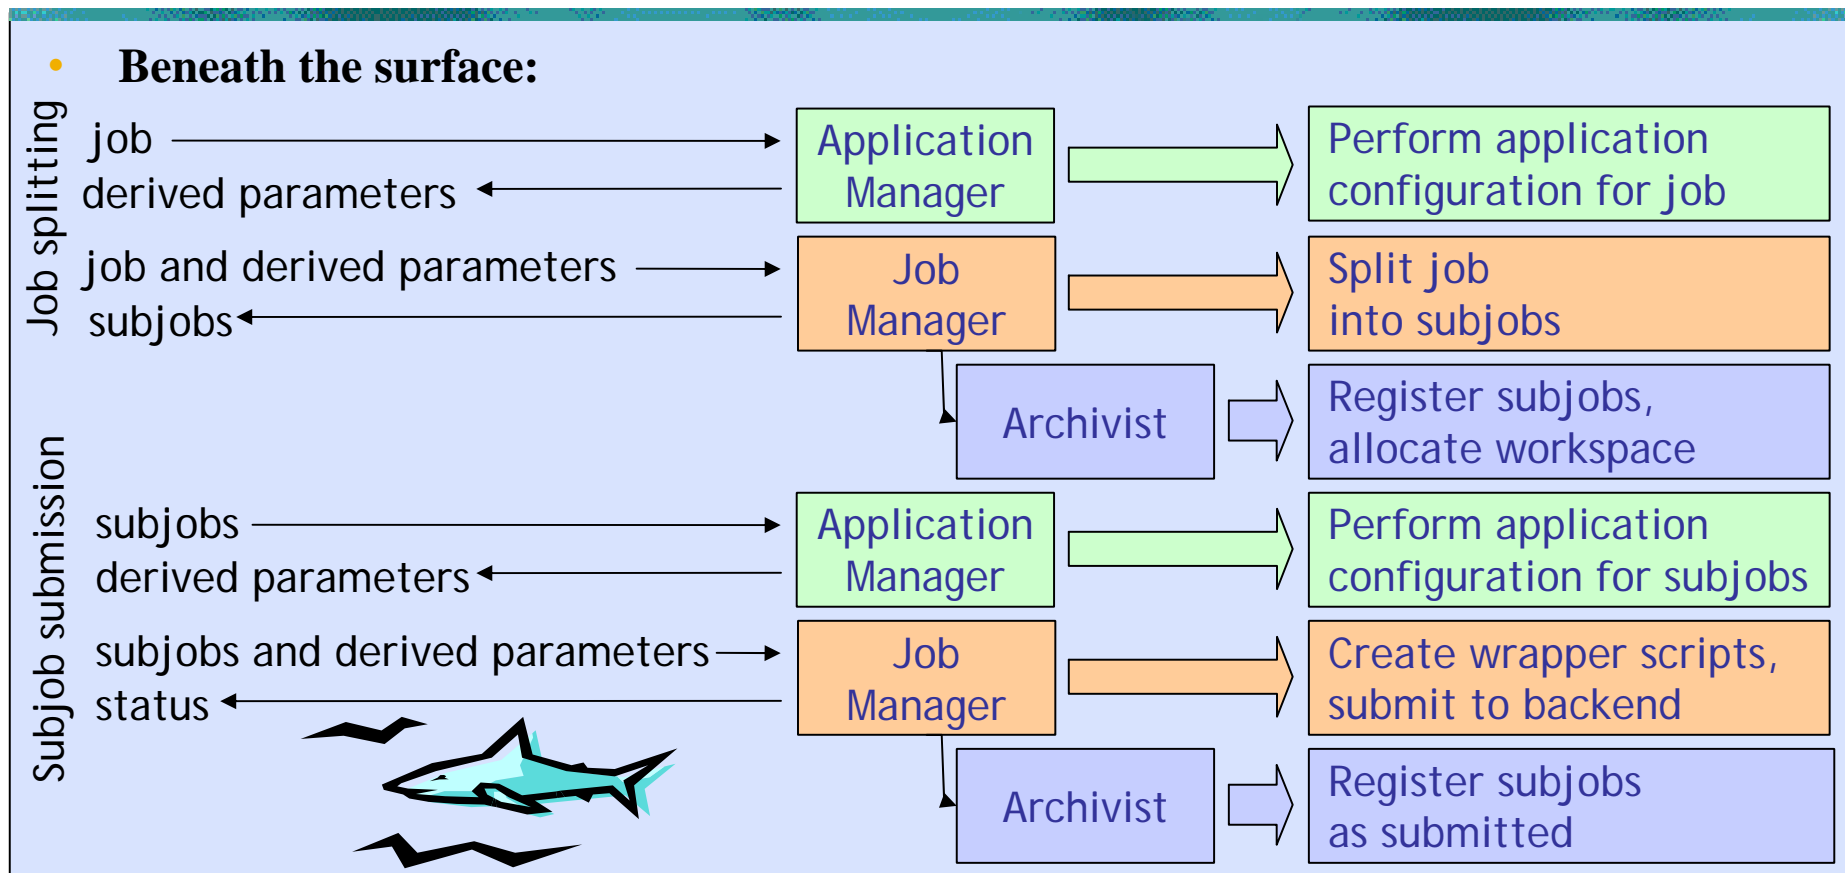 • Beneath the surface:
Job splitting
job
derived parameters
Application
Manager
Perform application
configuration for job
job and derived parameters
subjobs
Job
Manager
Split job
into subjobs
Archivist
Register subjobs,
allocate workspace
Subjob submission
subjobs
derived parameters
Application
Manager
Perform application
configuration for subjobs
subjobs and derived parameters
status
Job
Manager
Create wrapper scripts,
submit to backend
Archivist
Register subjobs
as submitted